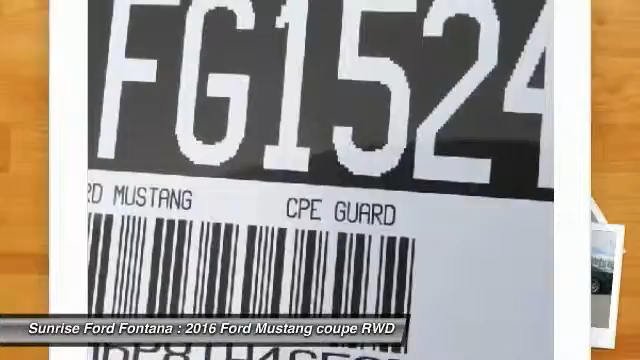 FG1524
RD MUSTANG CPE GUARD
Sunrise Ford Fontana : 2016 Ford Mustang coupe RWD